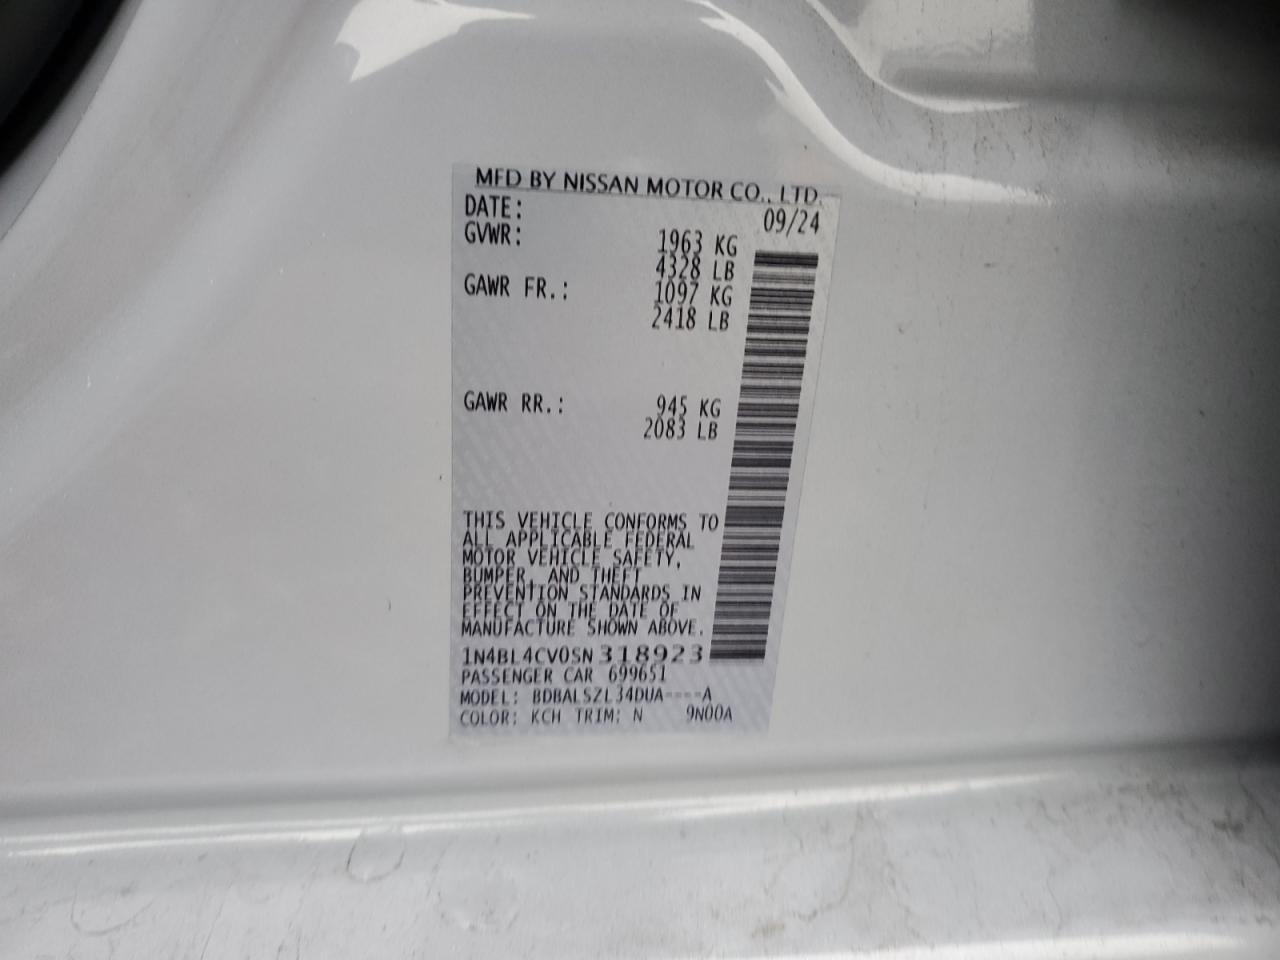 MFD BY NISSAN MOTOR CO., LTD.
DATE: 09/24
GVWR: 1963 KG
4328 LB
GAWR FR.: 1097 KG
2418 LB
GAWR RR.: 945 KG
2083 LB
THIS VEHICLE CONFORMS TO
ALL APPLICABLE FEDERAL
MOTOR VEHICLE SAFETY,
BUMPER, AND THEFT
PREVENTION STANDARDS IN
EFFECT ON THE DATE OF
MANUFACTURE SHOWN ABOVE.
1N4BL4CV0SN318923
PASSENGER CAR 699651
MODEL: BDBALSZL34DUA----A
COLOR: KCH TRIM: N 9N00A